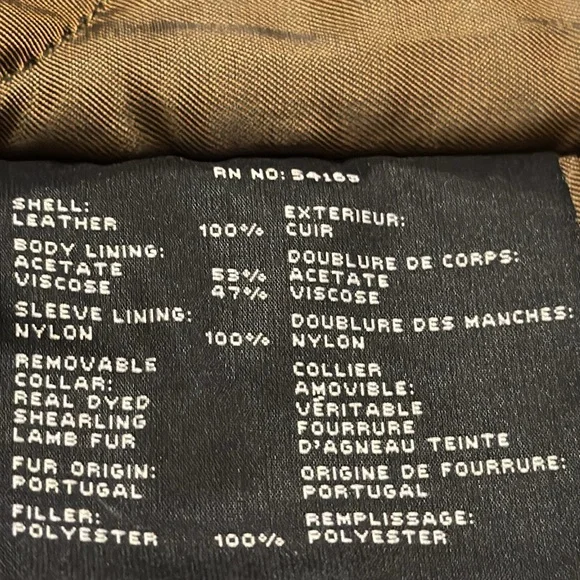 RN NO: 54163
SHELL:
LEATHER 100%
BODY LINING:
ACETATE 53%
VISCOSE 47%
SLEEVE LINING:
NYLON 100%
REMOVABLE
COLLAR:
REAL DYED
SHEARLING
LAMB FUR
FUR ORIGIN:
PORTUGAL
FILLER:
POLYESTER 100%
EXTERIEUR:
CUIR
DOUBLURE DE CORPS:
ACETATE
VISCOSE
DOUBLURE DES MANCHES:
NYLON
COLLIER
AMOVIBLE:
VÉRITABLE
FOURRURE
D'AGNEAU TEINTE
ORIGINE DE FOURRURE:
PORTUGAL
REMPLISSAGE:
POLYESTER